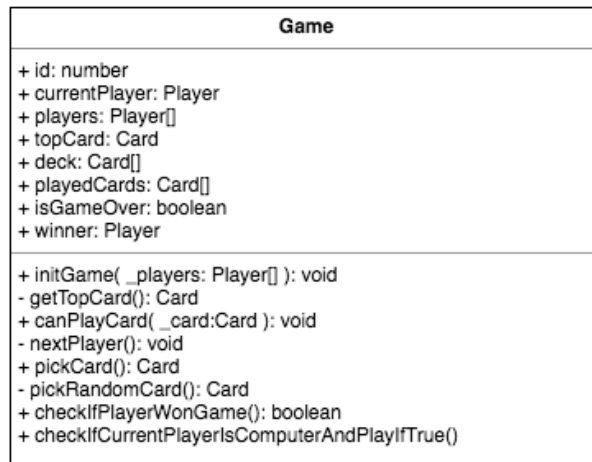 Game
+ id: number
+ currentPlayer: Player
+ players: Player[]
+ topCard: Card
+ deck: Card[]
+ playedCards: Card[]
+ isGameOver: boolean
+ winner: Player
+ initGame( _players: Player[] ): void
- getTopCard(): Card
+ canPlayCard( _card:Card ): void
- nextPlayer(): void
+ pickCard(): Card
- pickRandomCard(): Card
+ checkIfPlayerWonGame(): boolean
+ checkIfCurrentPlayerIsComputerAndPlayIfTrue()